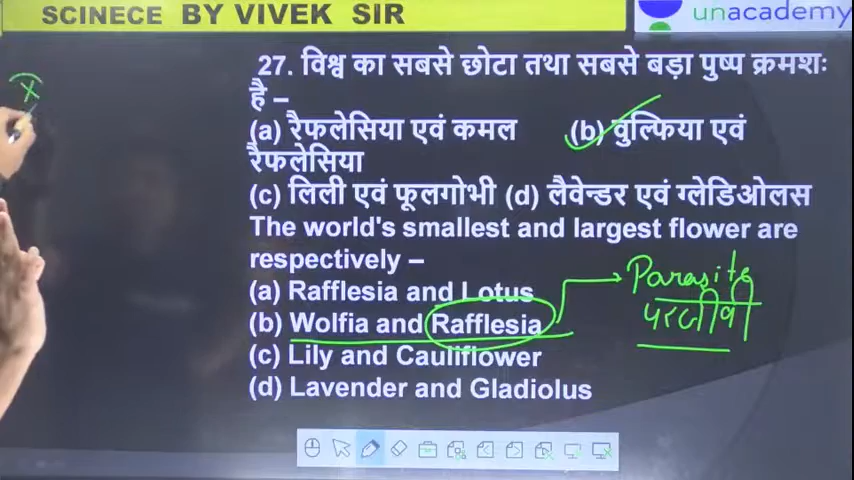 SCINECE BY VIVEK SIR
unacademy
27. विश्व का सबसे छोटा तथा सबसे बड़ा पुष्प क्रमशः
है –
(a) रैफलेसिया एवं कमल (b) वुल्फिया एवं
रैफलेसिया
(c) लिली एवं फूलगोभी (d) लैवेन्डर एवं ग्लेडिओलस
The world's smallest and largest flower are
respectively –
(a) Rafflesia and Lotus
(b) Wolfia and Rafflesia
(c) Lily and Cauliflower
(d) Lavender and Gladiolus
Parasite
परजीवी